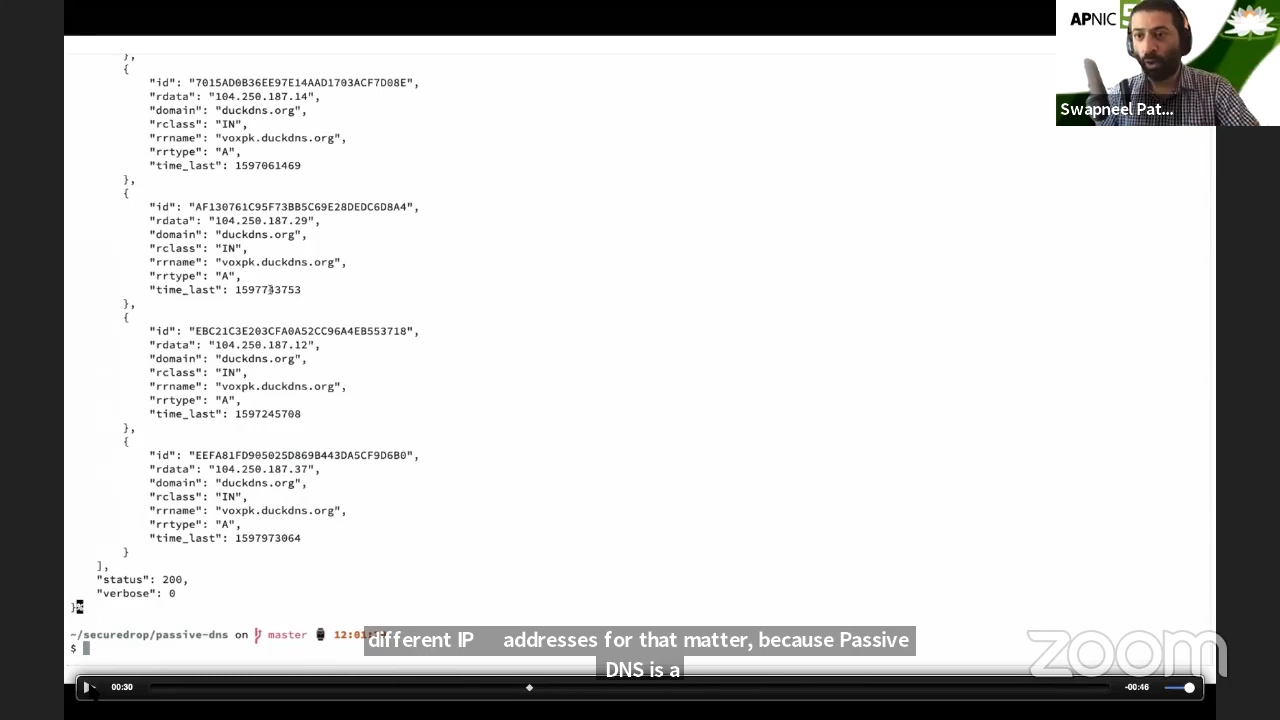 },
{
"id": "7015AD0B36EE97E14AAD1703ACF7D08E",
"rdata": "104.250.187.14",
"domain": "duckdns.org",
"rclass": "IN",
"rrname": "voxpk.duckdns.org",
"rrtype": "A",
"time_last": 1597061469
},
{
"id": "AF130761C95F73BB5C69E28DEDC6D8A4",
"rdata": "104.250.187.29",
"domain": "duckdns.org",
"rclass": "IN",
"rrname": "voxpk.duckdns.org",
"rrtype": "A",
"time_last": 1597733753
},
{
"id": "EBC21C3E203CFA0A52CC96A4EB553718",
"rdata": "104.250.187.12",
"domain": "duckdns.org",
"rclass": "IN",
"rrname": "voxpk.duckdns.org",
"rrtype": "A",
"time_last": 1597245708
},
{
"id": "EEFA81FD905025D869B443DA5CF9D6B0",
"rdata": "104.250.187.37",
"domain": "duckdns.org",
"rclass": "IN",
"rrname": "voxpk.duckdns.org",
"rrtype": "A",
"time_last": 1597973064
}
],
"status": 200,
"verbose": 0
}%
~/securedrop/passive-dns on master 12:01
$
different IP addresses for that matter, because Passive
DNS is a
00:30
-00:46
zoom
APNIC
Swapneel Pat...